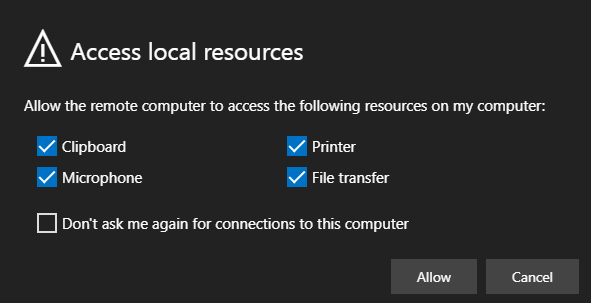 Access local resources
Allow the remote computer to access the following resources on my computer:
Clipboard
Printer
Microphone
File transfer
Don't ask me again for connections to this computer
Allow
Cancel